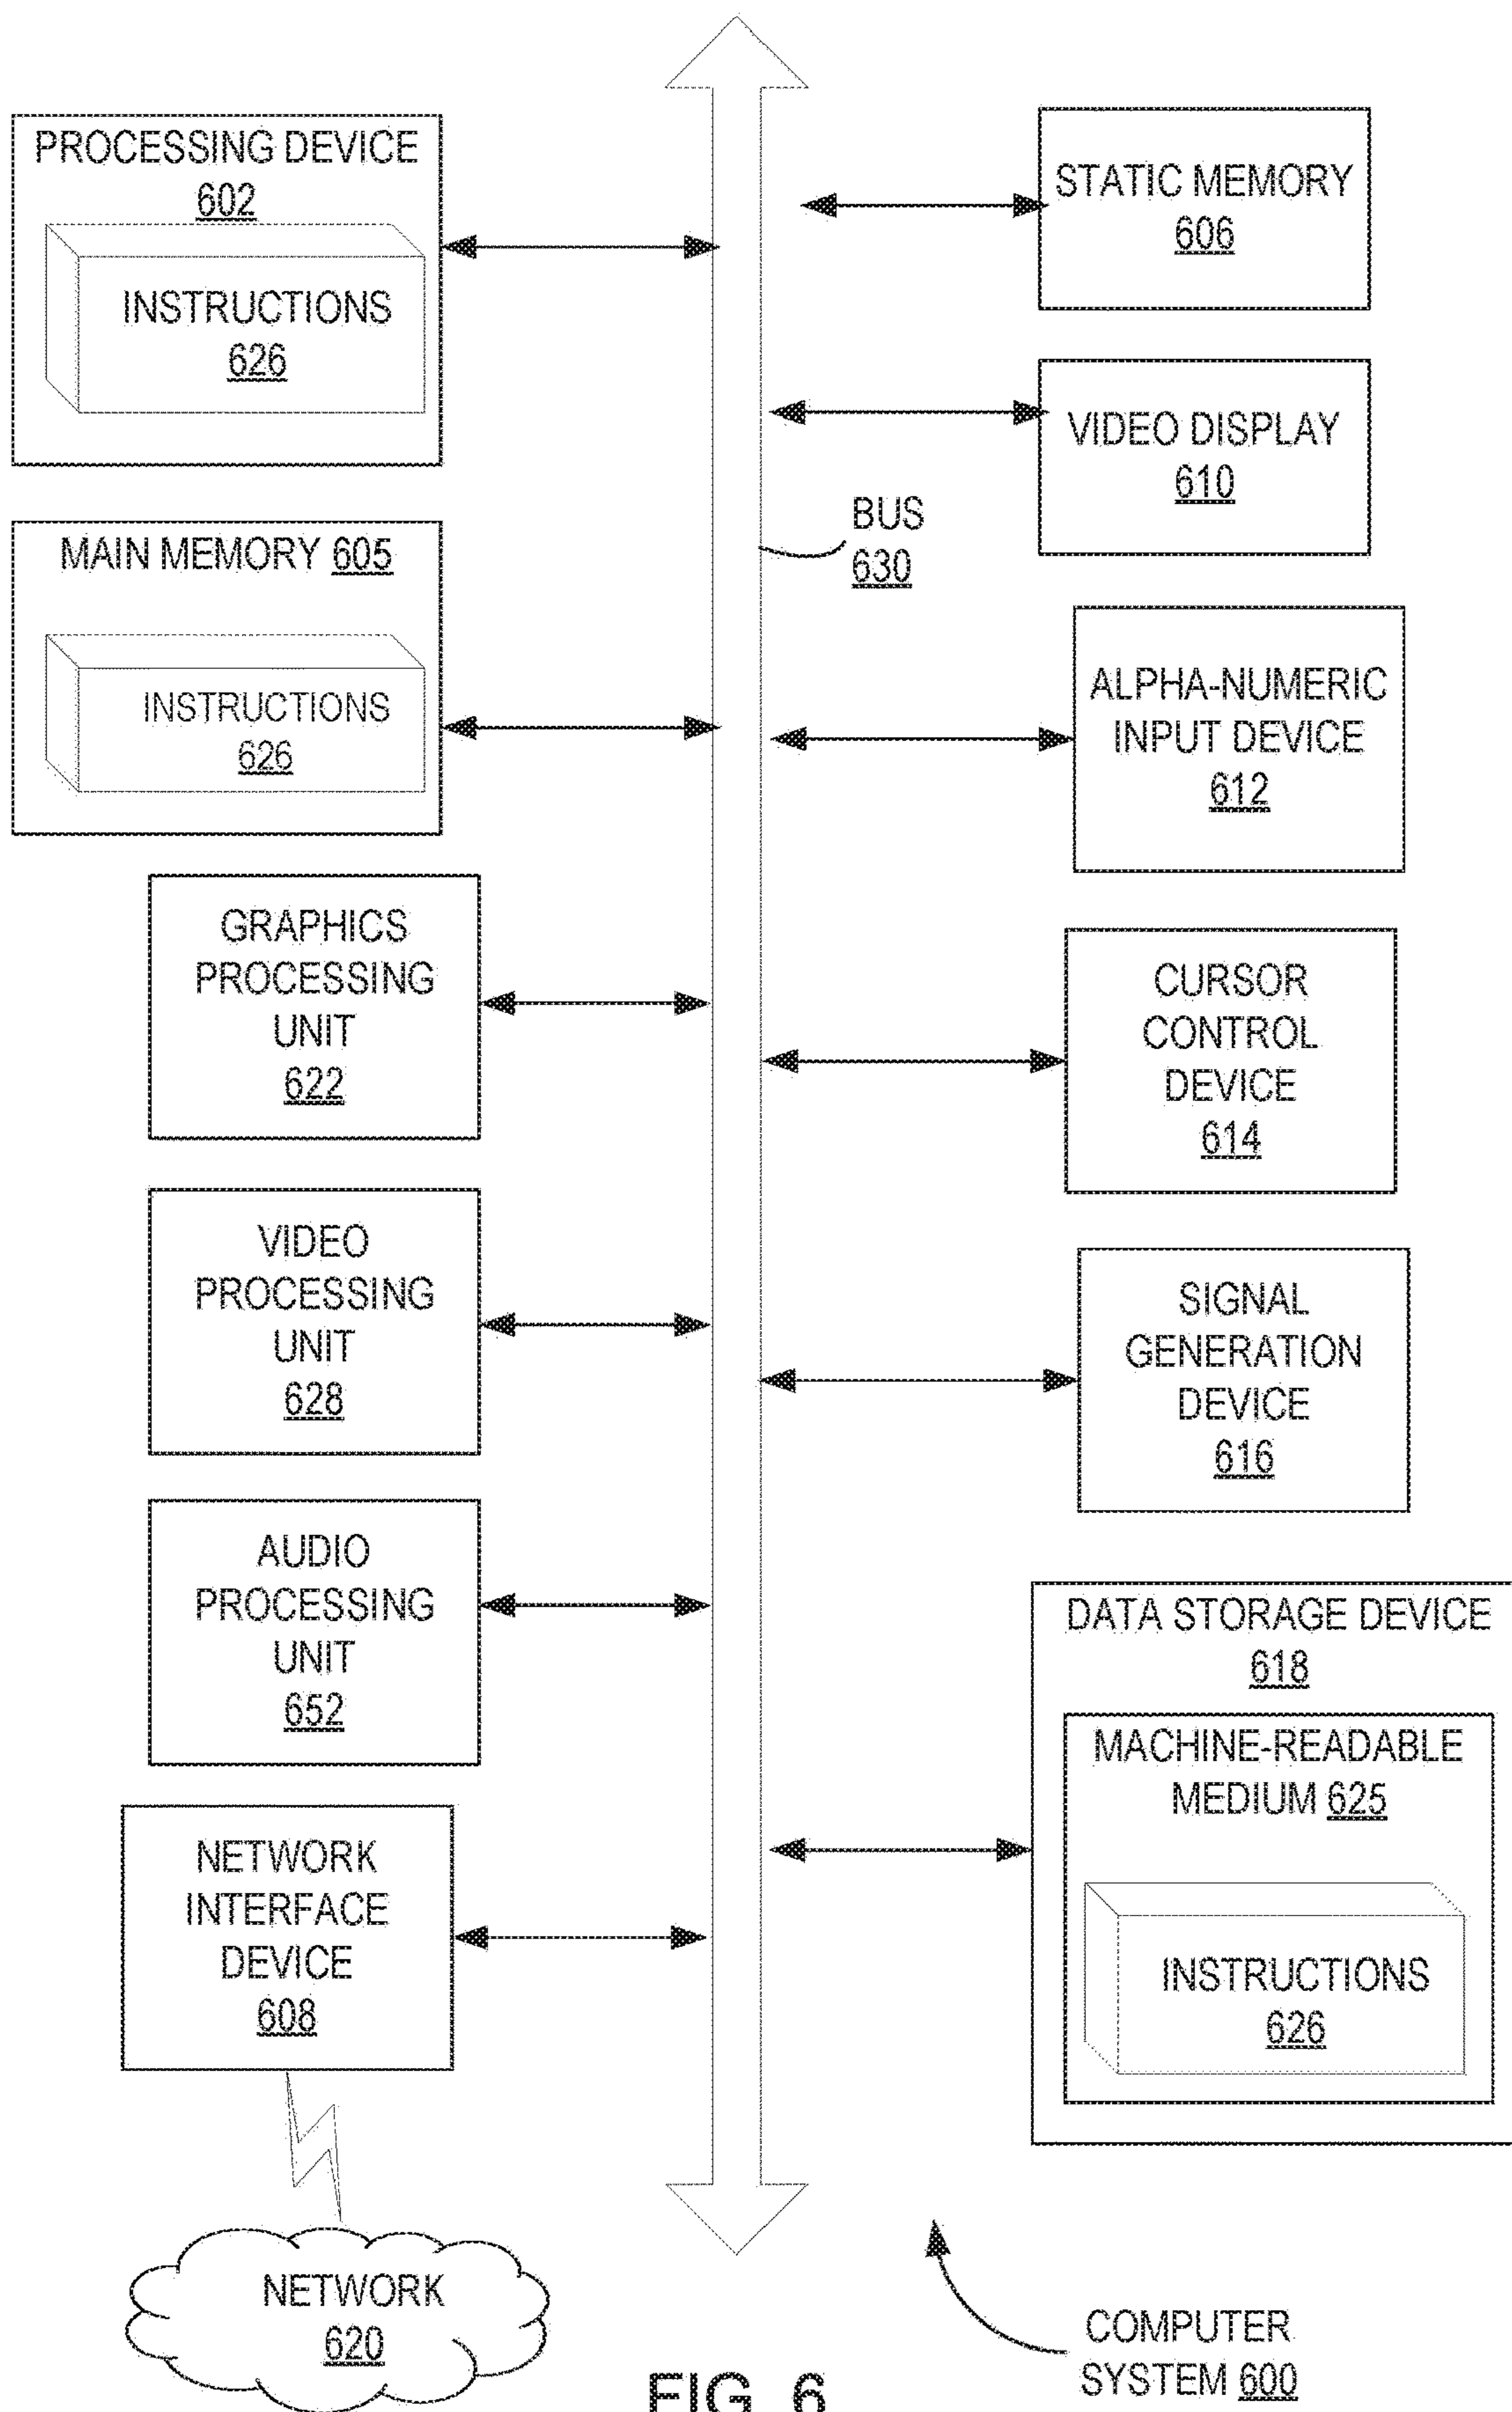 PROCESSING DEVICE
602
INSTRUCTIONS
626
MAIN MEMORY 605
INSTRUCTIONS
626
GRAPHICS
PROCESSING
UNIT
622
VIDEO
PROCESSING
UNIT
628
AUDIO
PROCESSING
UNIT
652
NETWORK
INTERFACE
DEVICE
608
NETWORK
620
BUS
630
STATIC MEMORY
606
VIDEO DISPLAY
610
ALPHA-NUMERIC
INPUT DEVICE
612
CURSOR
CONTROL
DEVICE
614
SIGNAL
GENERATION
DEVICE
616
DATA STORAGE DEVICE
618
MACHINE-READABLE
MEDIUM 625
INSTRUCTIONS
626
COMPUTER
SYSTEM 600
FIG. 6